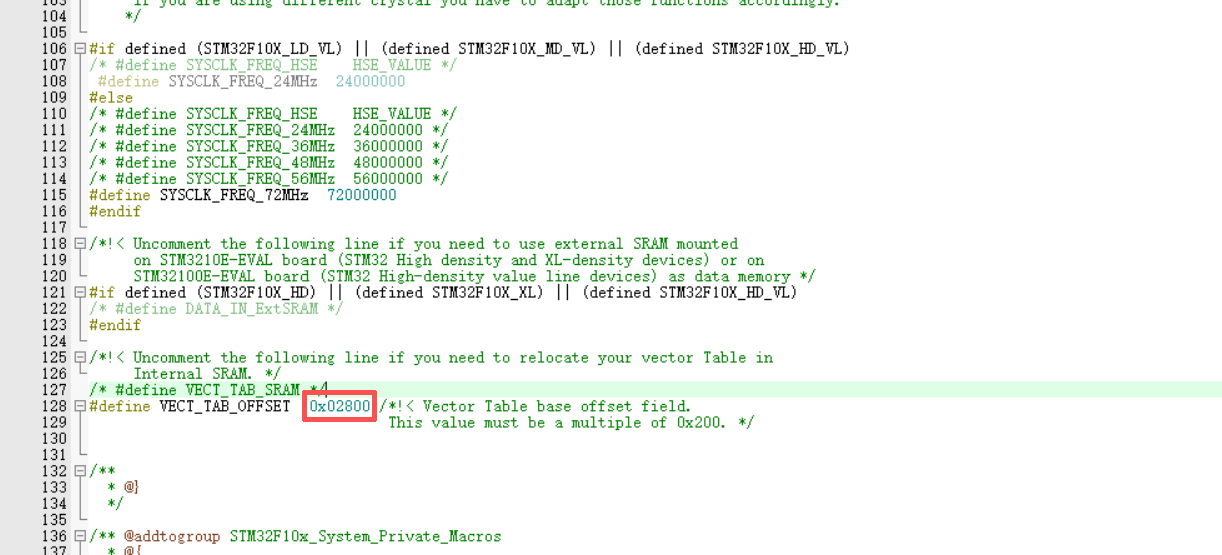 103     If you are using different crystal you have to adapt those functions accordingly.
104    */
105
106 #if defined (STM32F10X_LD_VL) || (defined STM32F10X_MD_VL) || (defined STM32F10X_HD_VL)
107 /* #define SYSCLK_FREQ_HSE    HSE_VALUE */
108  #define SYSCLK_FREQ_24MHz  24000000
109 #else
110 /* #define SYSCLK_FREQ_HSE    HSE_VALUE */
111 /* #define SYSCLK_FREQ_24MHz  24000000 */
112 /* #define SYSCLK_FREQ_36MHz  36000000 */
113 /* #define SYSCLK_FREQ_48MHz  48000000 */
114 /* #define SYSCLK_FREQ_56MHz  56000000 */
115 #define SYSCLK_FREQ_72MHz  72000000
116 #endif
117
118 /*!< Uncomment the following line if you need to use external SRAM mounted
119      on STM3210E-EVAL board (STM32 High density and XL-density devices) or on
120      STM32100E-EVAL board (STM32 High-density value line devices) as data memory */
121 #if defined (STM32F10X_HD) || (defined STM32F10X_XL) || (defined STM32F10X_HD_VL)
122 /* #define DATA_IN_ExtSRAM */
123 #endif
124
125 /*!< Uncomment the following line if you need to relocate your vector Table in
126      Internal SRAM. */
127 /* #define VECT_TAB_SRAM */
128 #define VECT_TAB_OFFSET  0x02800 /*!< Vector Table base offset field.
129                                   This value must be a multiple of 0x200. */
130
131
132 /**
133   * @}
134   */
135
136 /** @addtogroup STM32F10x_System_Private_Macros
137   * @{